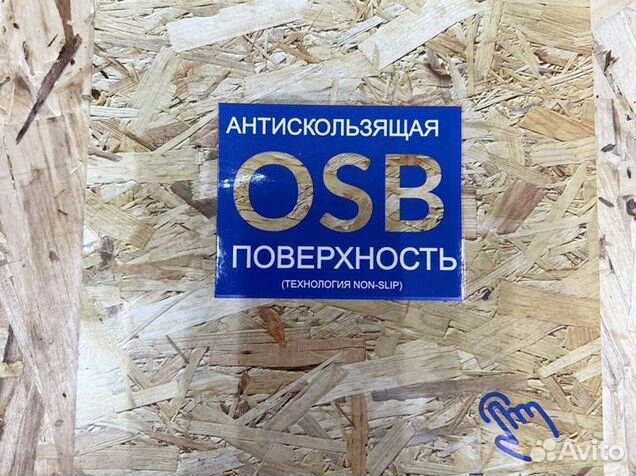 АНТИСКОЛЬЗЯЩАЯ
OSB
ПОВЕРХНОСТЬ
(ТЕХНОЛОГИЯ NON-SLIP)
Avito